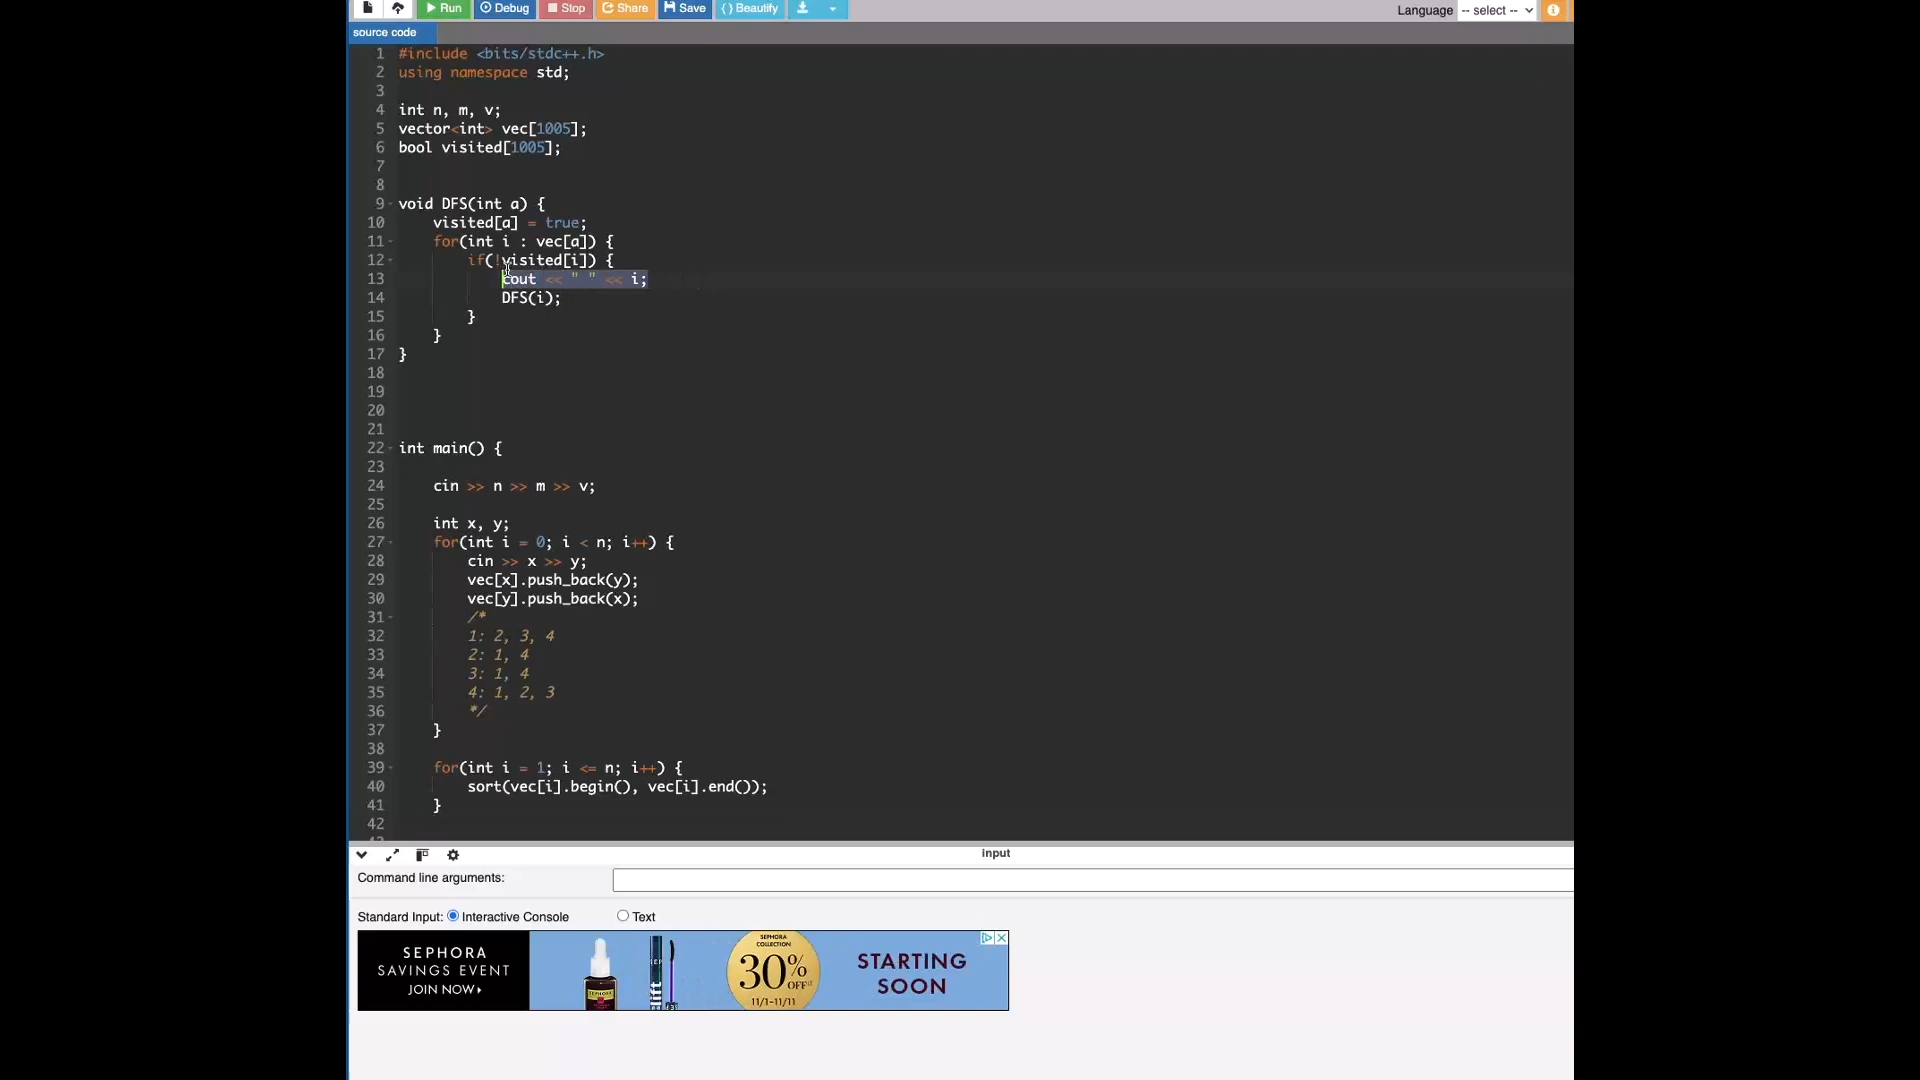 Run Debug Stop Share Save { } Beautify
Language -- select --
source code
1 #include <bits/stdc++.h>
2 using namespace std;
3
4 int n, m, v;
5 vector<int> vec[1005];
6 bool visited[1005];
7
8
9 void DFS(int a) {
10 visited[a] = true;
11 for(int i : vec[a]) {
12 if(!visited[i]) {
13 cout << " " << i;
14 DFS(i);
15 }
16 }
17 }
18
19
20
21
22 int main() {
23
24 cin >> n >> m >> v;
25
26 int x, y;
27 for(int i = 0; i < n; i++) {
28 cin >> x >> y;
29 vec[x].push_back(y);
30 vec[y].push_back(x);
31 /*
32 1: 2, 3, 4
33 2: 1, 4
34 3: 1, 4
35 4: 1, 2, 3
36 */
37 }
38
39 for(int i = 1; i <= n; i++) {
40 sort(vec[i].begin(), vec[i].end());
41 }
42
input
Command line arguments:
Standard Input: Interactive Console Text
SEPHORA
SAVINGS EVENT
JOIN NOW
SEPHORA
COLLECTION
30% OFF
11/1-11/11
STARTING
SOON